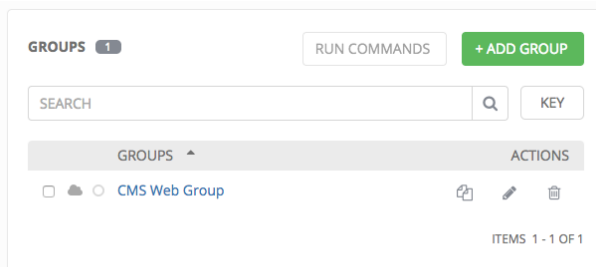 GROUPS 1 RUN COMMANDS + ADD GROUP
SEARCH KEY
GROUPS ACTIONS
CMS Web Group
ITEMS 1 - 1 OF 1